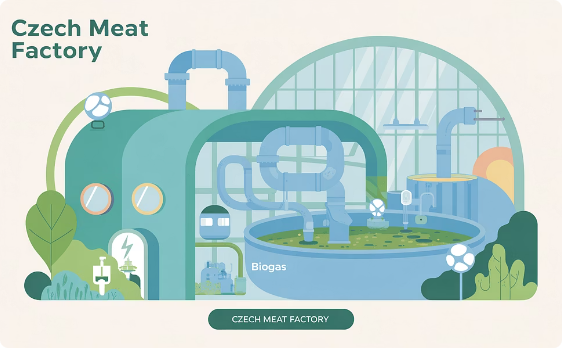 Czech Meat
Factory
Biogas
CZECH MEAT FACTORY